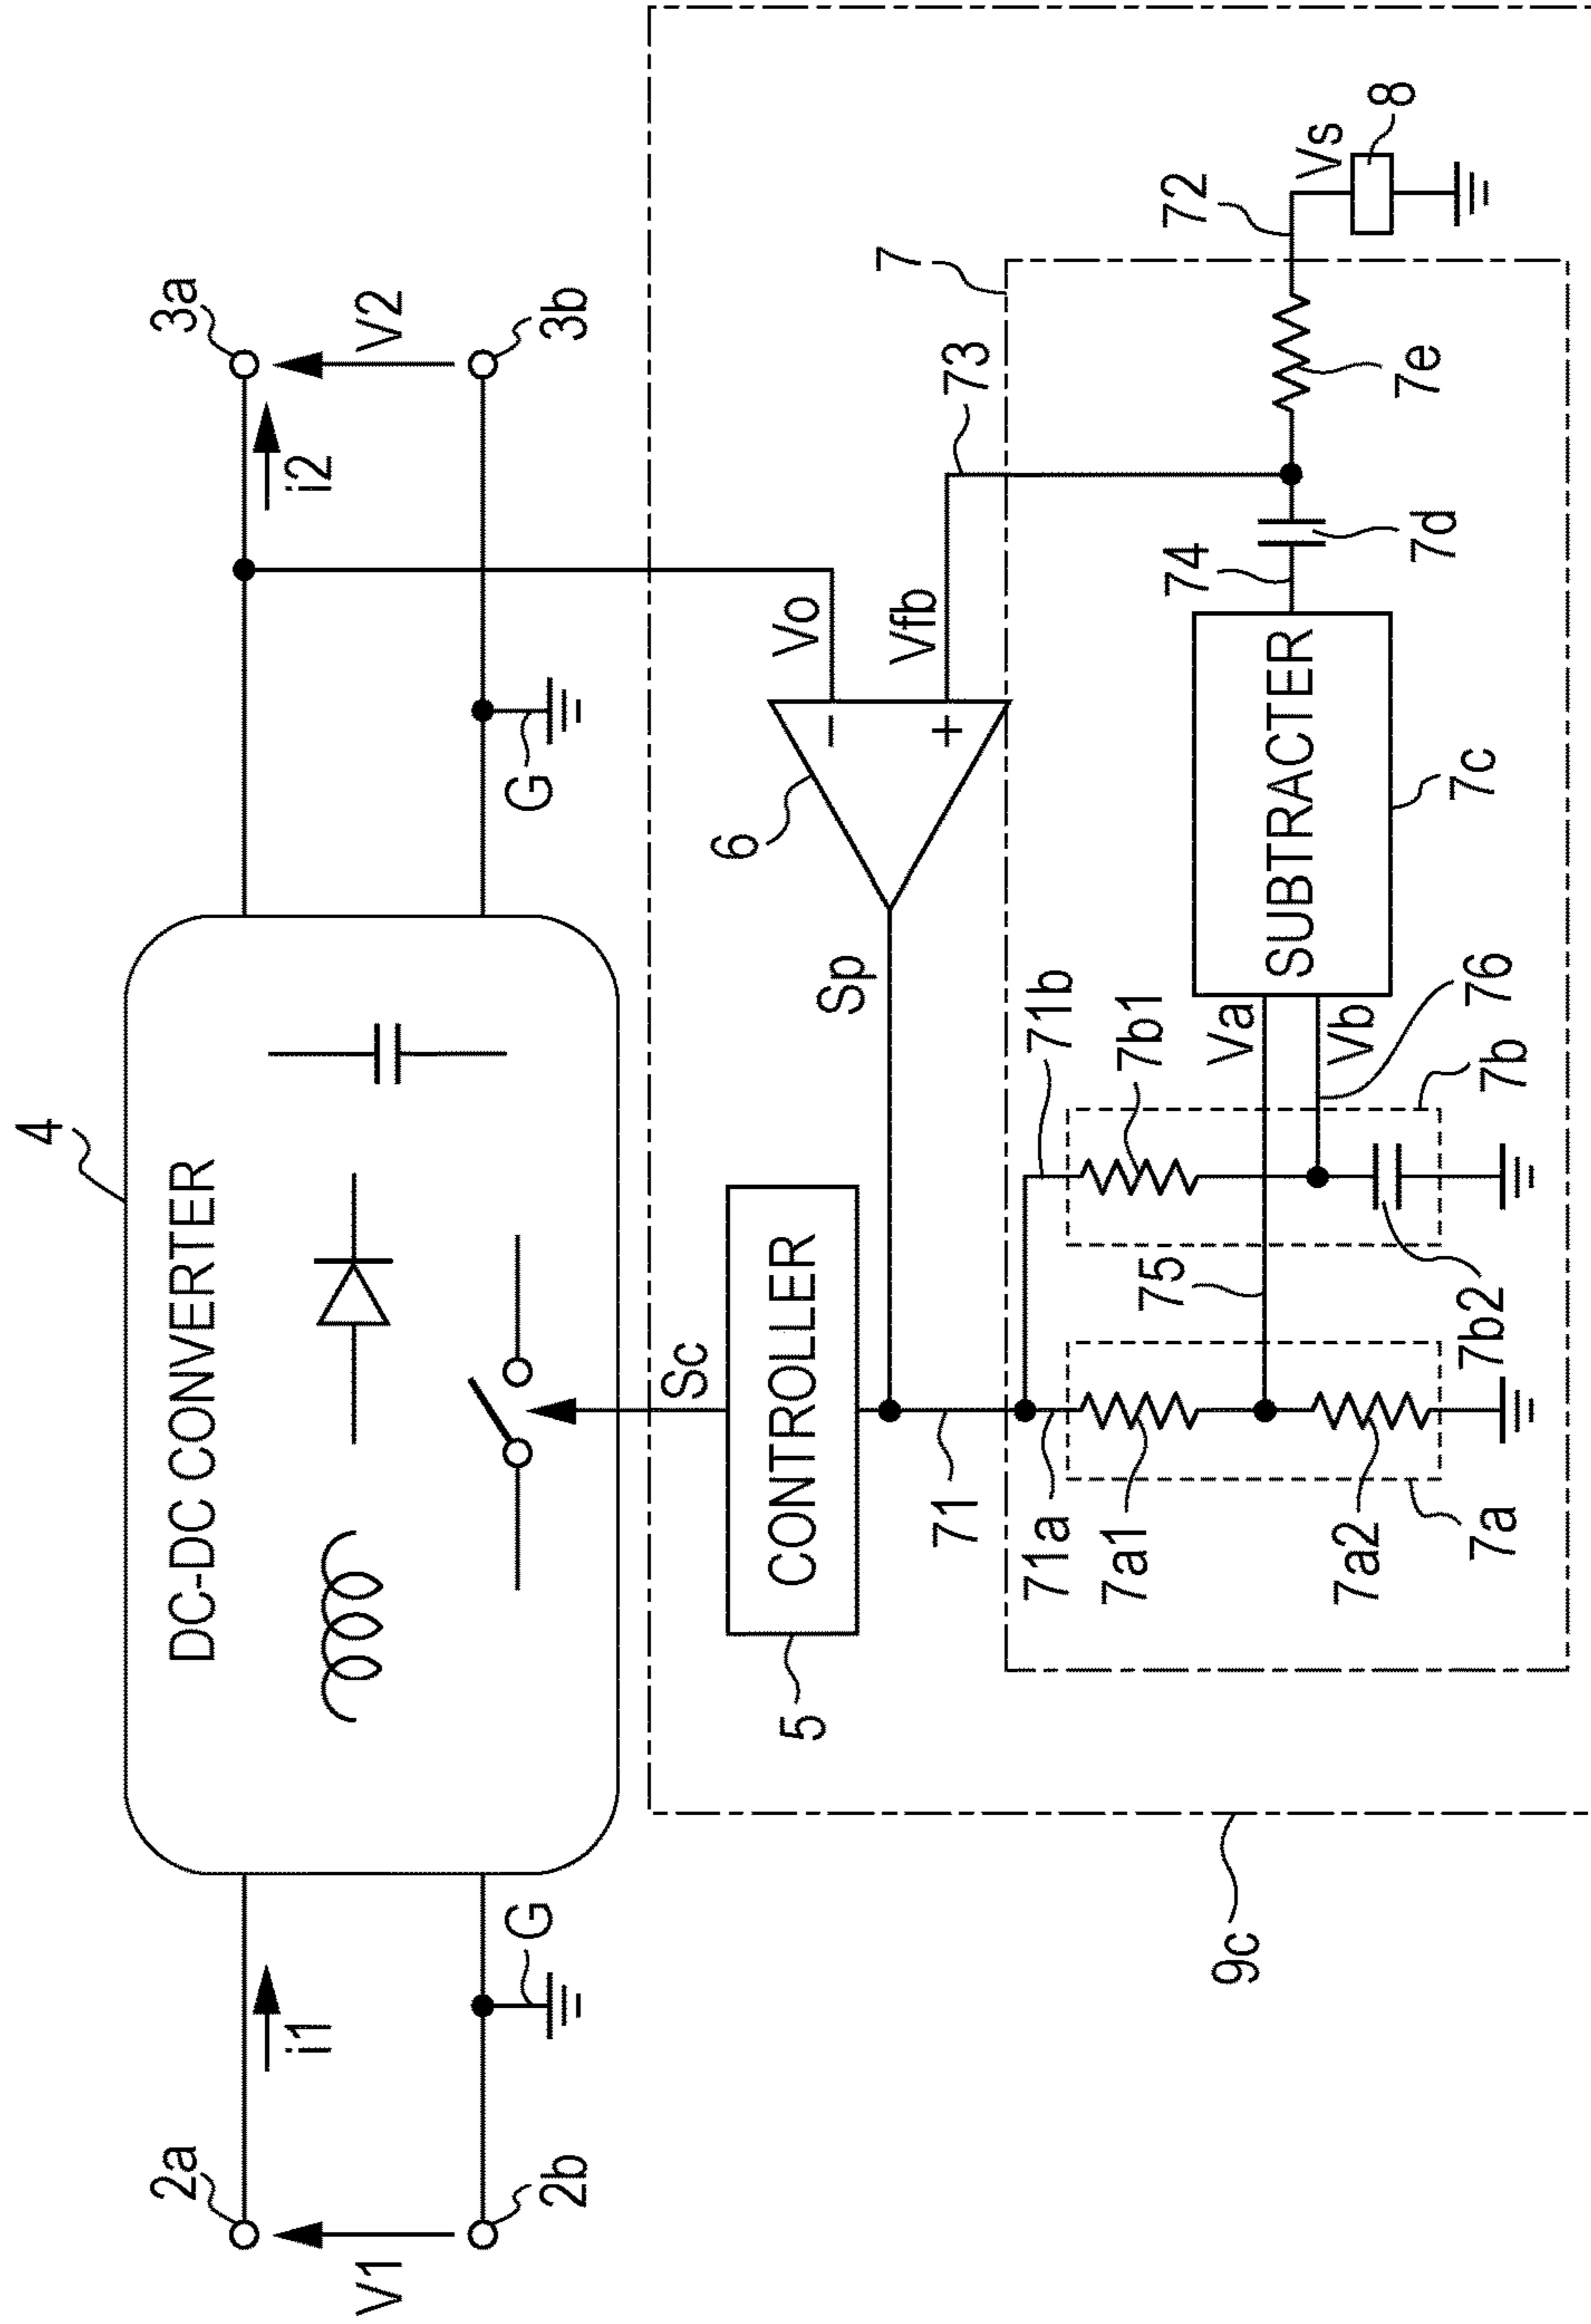 4
DC-DC CONVERTER
2a
i1
V1
2b
G
3a
i2
V2
3b
G
Sc
CONTROLLER
5
Sp
6
Vo
Vfb
73
7
72
Vs
8
71
71a
71b
7a1
7b1
75
Va
Vb
SUBTRACTER
74
7a2
7a
7b2
7b
76
7c
7d
7e
9c